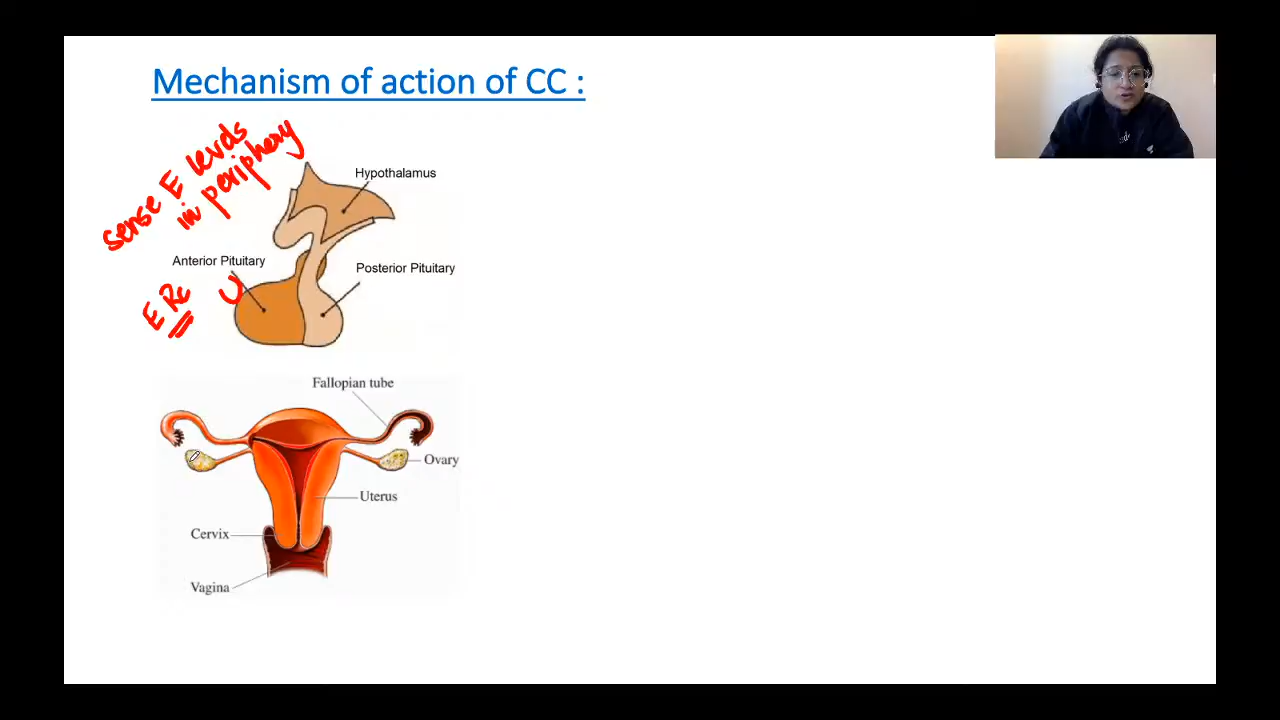 Mechanism of action of CC :
sense E levels
in periphery
Hypothalamus
Anterior Pituitary
Posterior Pituitary
E Rc
Fallopian tube
Ovary
Uterus
Cervix
Vagina